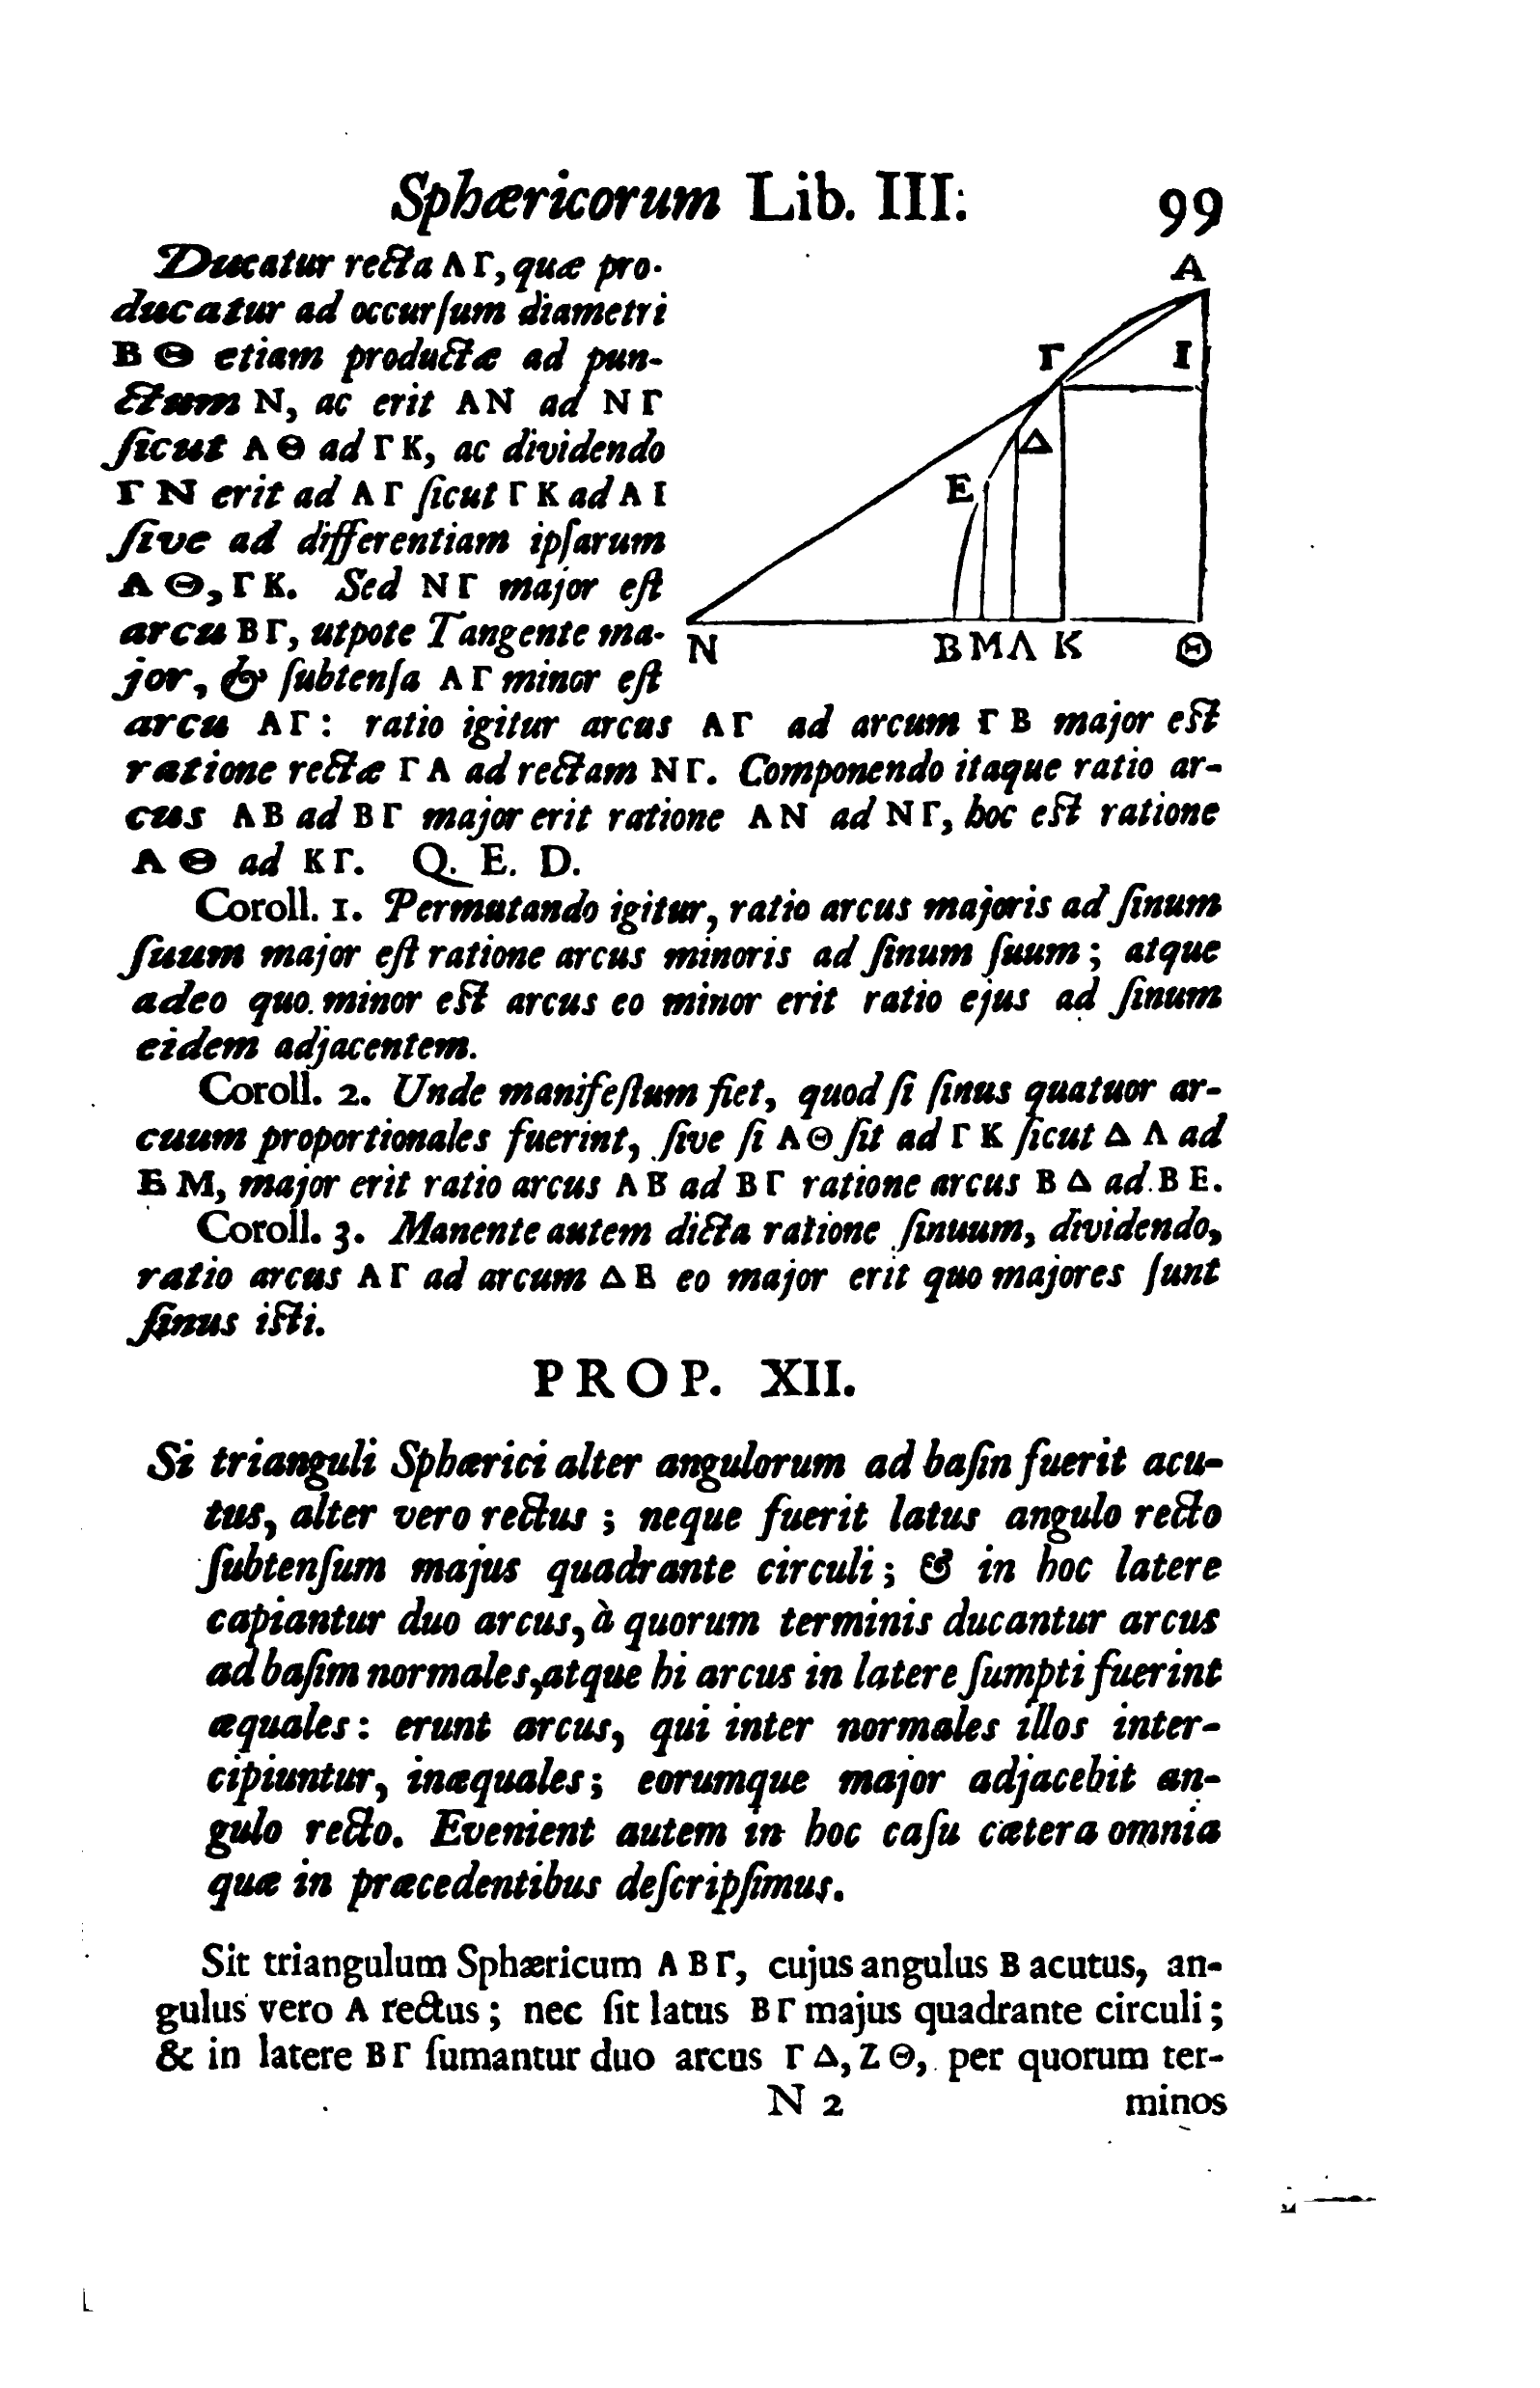 Sphæricorum Lib. III. 99
Ducatur recta ΑΓ, quæ pro-
ducatur ad occurſum diametri
ΒΘ etiam productæ ad pun-
ctum Ν, ac erit ΑΝ ad ΝΓ
ſicut ΑΘ ad ΓΚ, ac dividendo
ΓΝ erit ad ΑΓ ſicut ΓΚ ad ΑΙ
ſive ad differentiam ipſarum
ΑΘ, ΓΚ. Sed ΝΓ major eſt
arcu ΒΓ, utpote Tangente ma-
jor, & ſubtenſa ΑΓ minor eſt
arcu ΑΓ: ratio igitur arcus ΑΓ ad arcum ΓΒ major eſt
ratione rectæ ΓΑ ad rectam ΝΓ. Componendo itaque ratio ar-
cus ΑΒ ad ΒΓ major erit ratione ΑΝ ad ΝΓ, hoc eſt ratione
ΑΘ ad ΚΓ. Q. E. D.
Coroll. 1. Permutando igitur, ratio arcus majoris ad ſinum
ſuum major eſt ratione arcus minoris ad ſinum ſuum; atque
adeo quo minor eſt arcus eo minor erit ratio ejus ad ſinum
eidem adjacentem.
Coroll. 2. Unde manifeſtum fiet, quod ſi ſinus quatuor ar-
cuum proportionales fuerint, ſive ſi ΑΘ ſit ad ΓΚ ſicut ΔΛ ad
ΕΜ, major erit ratio arcus ΑΒ ad ΒΓ ratione arcus ΒΔ ad ΒΕ.
Coroll. 3. Manente autem dicta ratione ſinuum, dividendo,
ratio arcus ΑΓ ad arcum ΔΕ eo major erit quo majores ſunt
ſinus iſti.
Α
Γ
Ι
Δ
Ε
Ν
Β Μ Λ Κ
Θ
PROP. XII.
Si trianguli Sphærici alter angulorum ad baſin fuerit acu-
tus, alter vero rectus; neque fuerit latus angulo recto
ſubtenſum majus quadrante circuli; & in hoc latere
capiantur duo arcus, à quorum terminis ducantur arcus
ad baſim normales, atque hi arcus in latere ſumpti fuerint
æquales: erunt arcus, qui inter normales illos inter-
cipiuntur, inæquales; eorumque major adjacebit an-
gulo recto. Evenient autem in hoc caſu cætera omnia
quæ in præcedentibus deſcripſimus.
Sit triangulum Sphæricum ΑΒΓ, cujus angulus Β acutus, an-
gulus vero Α rectus; nec ſit latus ΒΓ majus quadrante circuli;
& in latere ΒΓ ſumantur duo arcus ΓΔ, ΖΘ, per quorum ter-
N 2 minos